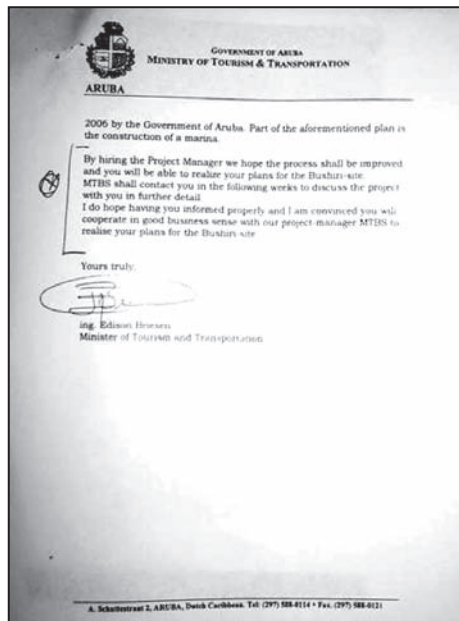 GOVERNMENT OF ARUBA
MINISTRY OF TOURISM & TRANSPORTATION
ARUBA
2006 by the Government of Aruba. Part of the aforementioned plan is
the construction of a marina.
By hiring the Project Manager we hope the process shall be improved
and you will be able to realize your plans for the Bushiri-site.
MTBS shall contact you in the following weeks to discuss the project
with you in further detail
I do hope having you informed properly and I am convinced you will
cooperate in good business sense with our project-manager MTBS to
realise your plans for the Bushiri-site
Yours truly,
ing. Edison Briesen
Minister of Tourism and Transportation
A. Schuttestraat 2, ARUBA, Dutch Caribbean. Tel: (297) 588-0114 • Fax. (297) 588-0121